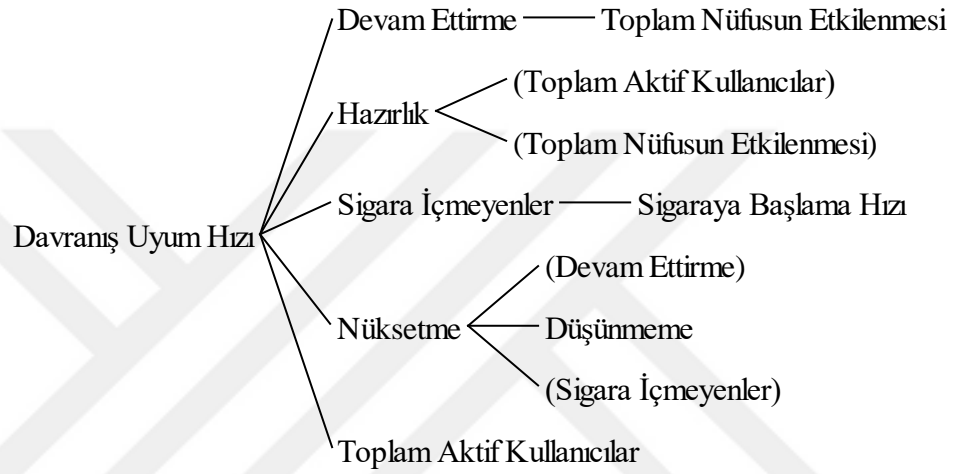 Devam Ettirme Toplam Nüfusun Etkilenmesi
(Toplam Aktif Kullanıcılar)
Hazırlık
(Toplam Nüfusun Etkilenmesi)
Sigara İçmeyenler Sigaraya Başlama Hızı
Davranış Uyum Hızı
(Devam Ettirme)
Nüksetme Düşünmeme
(Sigara İçmeyenler)
Toplam Aktif Kullanıcılar